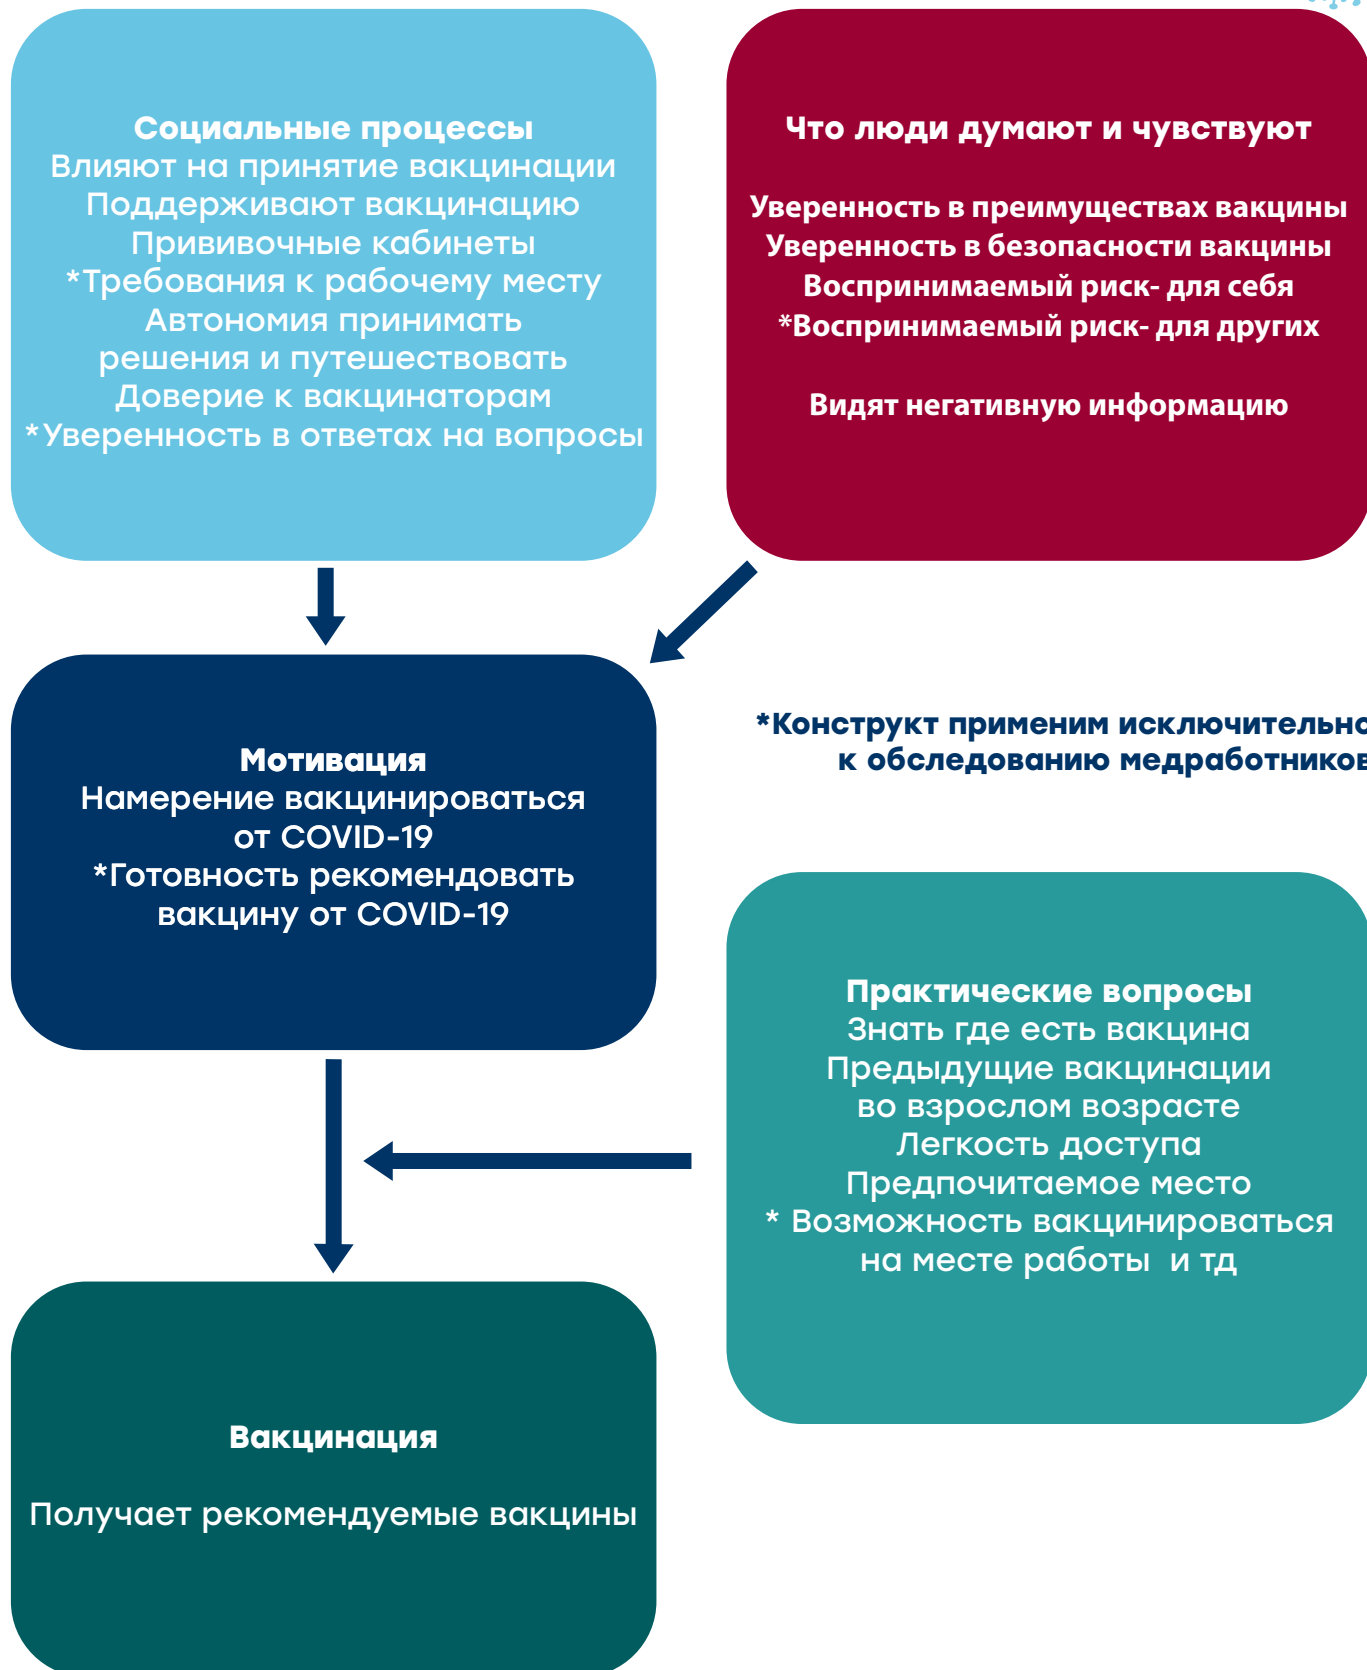 Социальные процессы
Влияют на принятие вакцинации
Поддерживают вакцинацию
Прививочные кабинеты
*Требования к рабочему месту
Автономия принимать
решения и путешествовать
Доверие к вакцинаторам
*Уверенность в ответах на вопросы
Что люди думают и чувствуют
Уверенность в преимуществах вакцины
Уверенность в безопасности вакцины
Воспринимаемый риск- для себя
*Воспринимаемый риск- для других
Видят негативную информацию
Мотивация
Намерение вакцинироваться
от COVID-19
*Готовность рекомендовать
вакцину от COVID-19
*Конструкт применим исключительно
к обследованию медработников
Практические вопросы
Знать где есть вакцина
Предыдущие вакцинации
во взрослом возрасте
Легкость доступа
Предпочитаемое место
* Возможность вакцинироваться
на месте работы  и тд
Вакцинация
Получает рекомендуемые вакцины